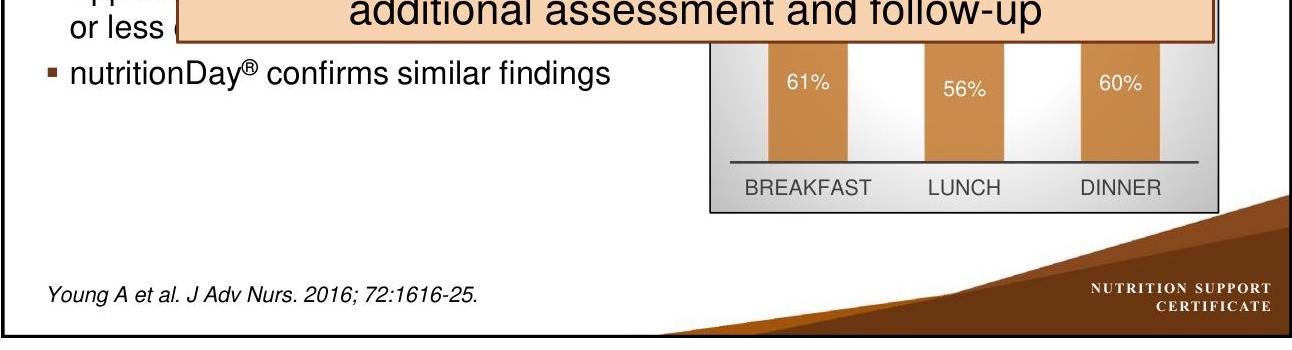 additional assessment and follow-up
or less
▪ nutritionDay® confirms similar findings
61%
56%
60%
BREAKFAST
LUNCH
DINNER
Young A et al. J Adv Nurs. 2016; 72:1616-25.
NUTRITION SUPPORT
CERTIFICATE